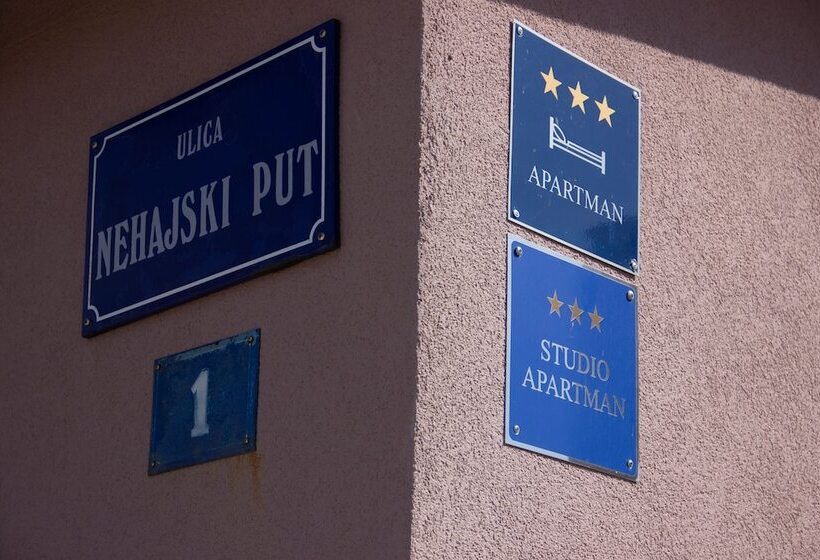 ULICA
NEHAJSKI PUT
1
APARTMAN
STUDIO
APARTMAN